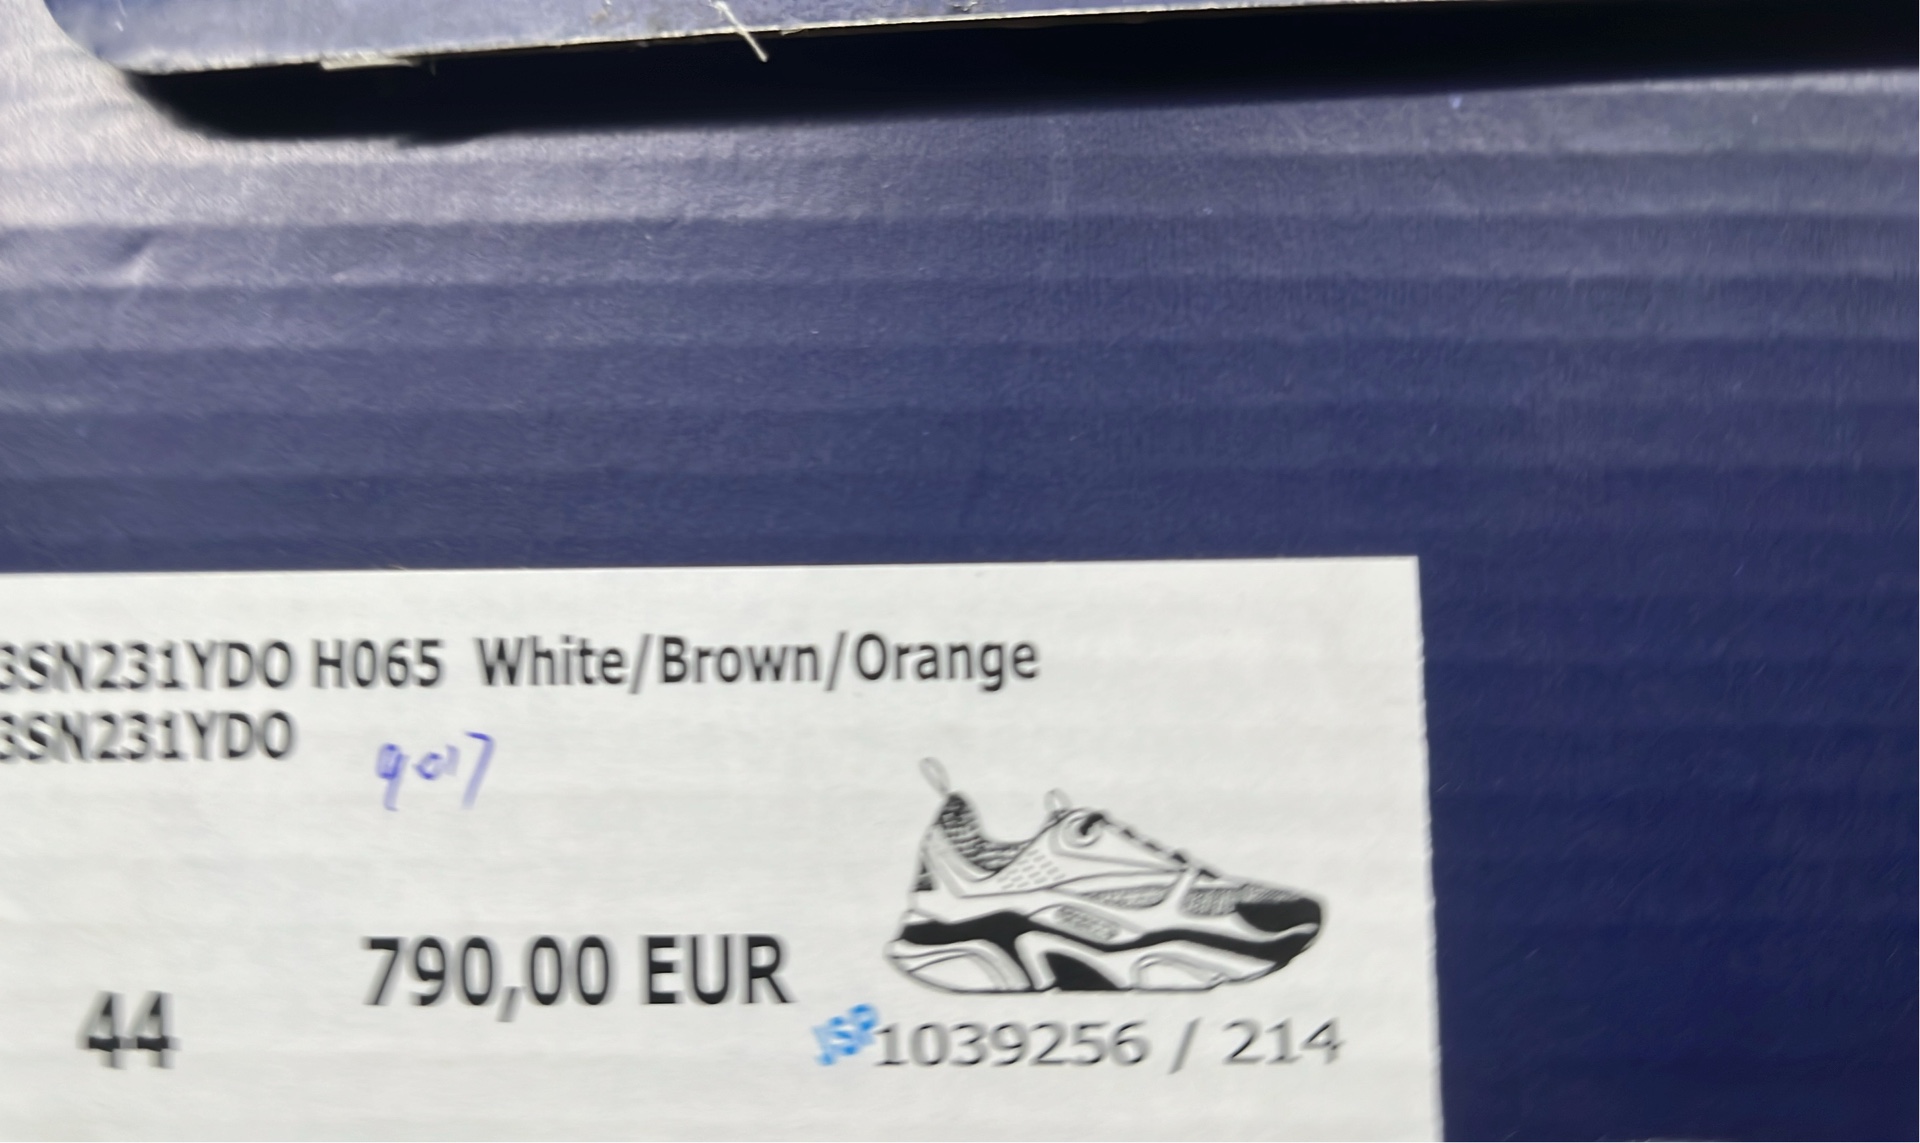 3SN231YDO H065 White/Brown/Orange
3SN231YDO
9017
790,00 EUR
44
1039256 / 214